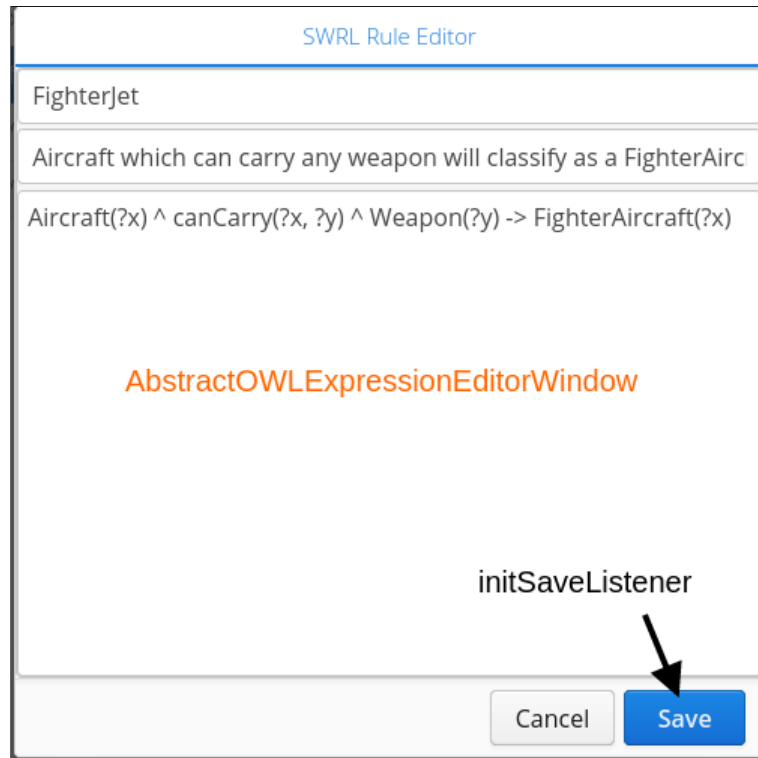 SWRL Rule Editor
FighterJet
Aircraft which can carry any weapon will classify as a
Aircraft(?x) ^ canCarry(?x, ?y) ^ Weapon(?y) -> FighterAircraft(?x)
AbstractOWLExpressionEditorWindow
initSaveListener
Cancel
Save